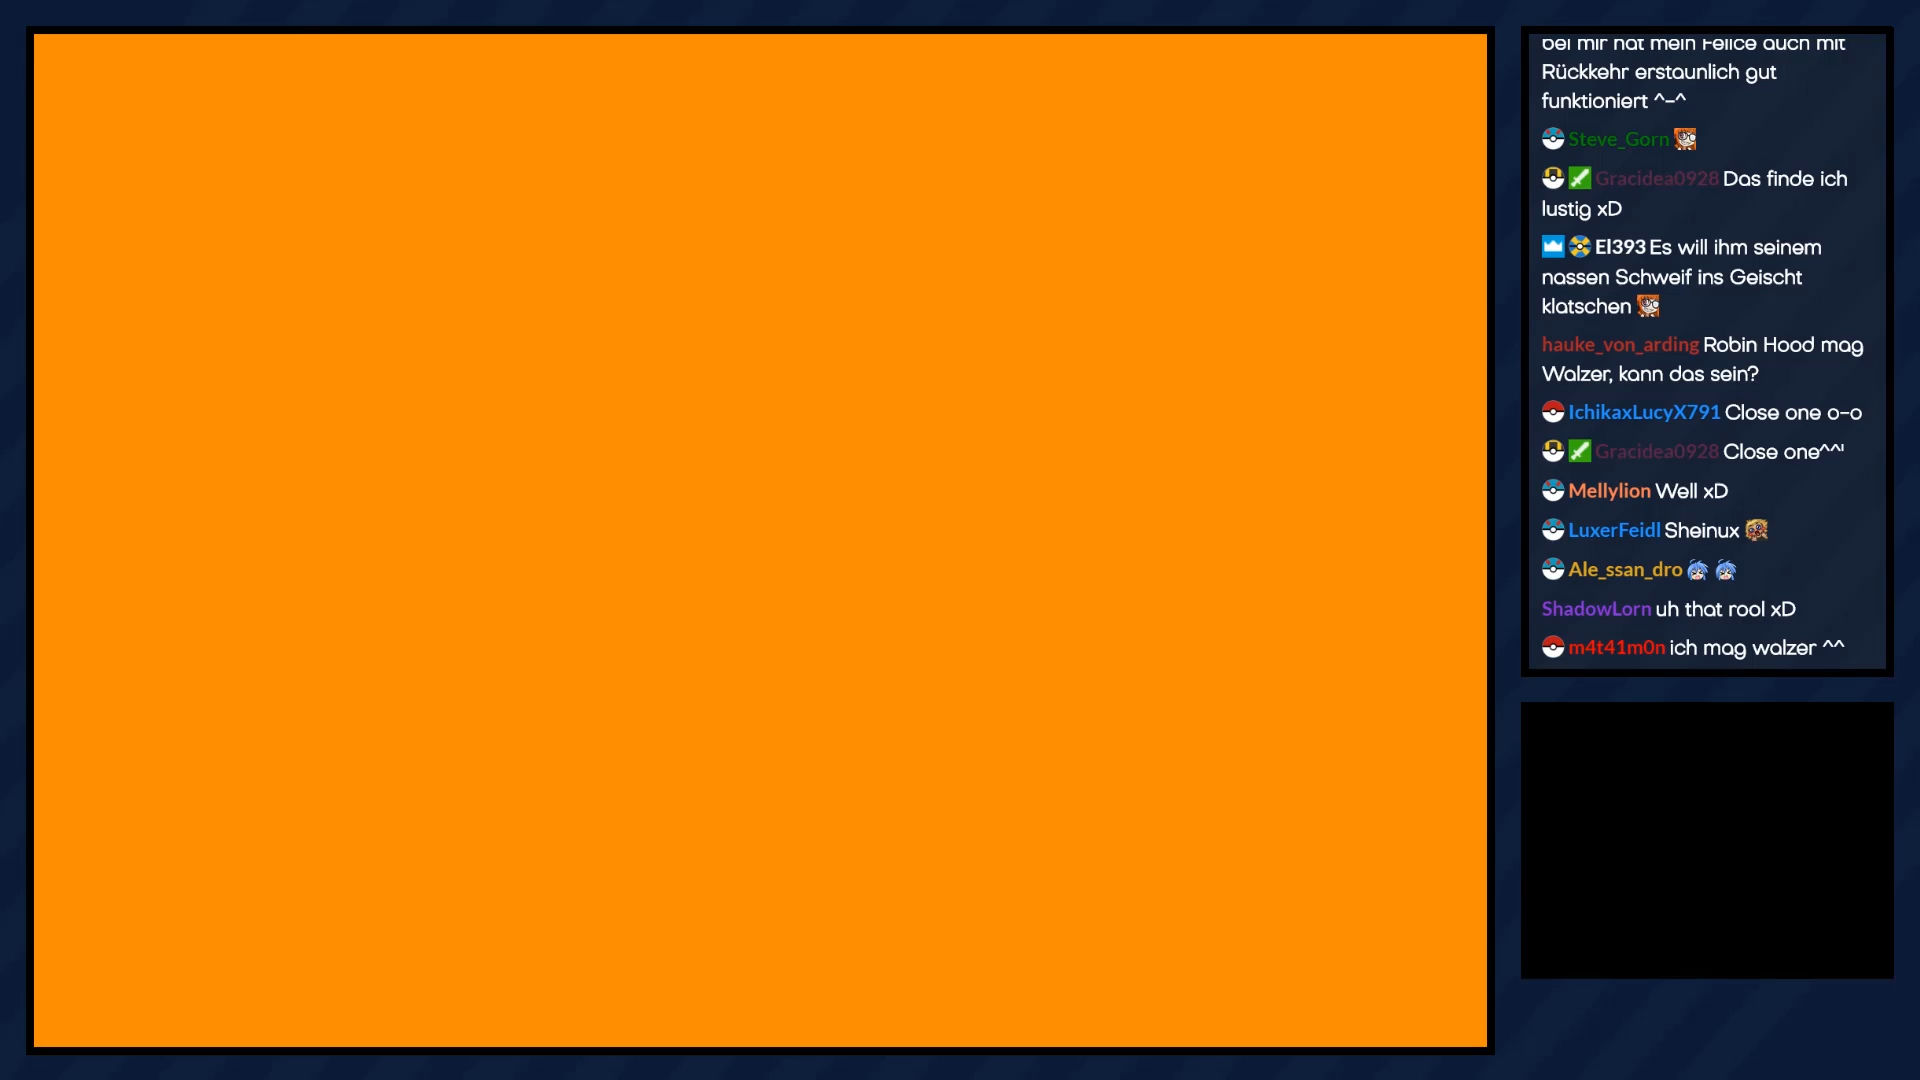 bei mir hat mein Felice auch mit
Rückkehr erstaunlich gut
funktioniert ^-^
Steve_Gorn
Gracidea0928 Das finde ich
lustig xD
El393 Es will ihm seinem
nassen Schweif ins Geischt
klatschen
hauke_von_arding Robin Hood mag
Walzer, kann das sein?
IchikaxLucyX791 Close one o-o
Gracidea0928 Close one^^'
Mellylion Well xD
LuxerFeidl Sheinux
Ale_ssan_dro
ShadowLorn uh that rool xD
m4t41m0n ich mag walzer ^^